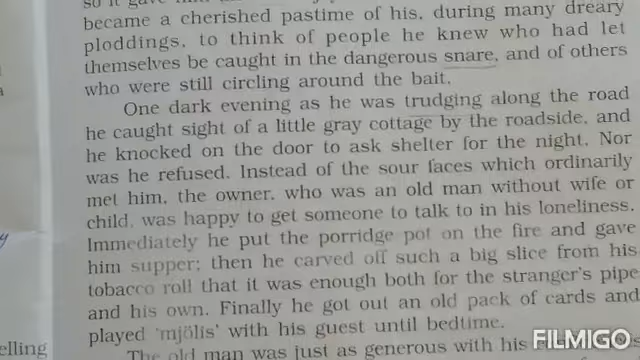 became a cherished pastime of his, during many dreary
ploddings, to think of people he knew who had let
themselves be caught in the dangerous snare, and of others
who were still circling around the bait.
One dark evening as he was trudging along the road
he caught sight of a little gray cottage by the roadside, and
he knocked on the door to ask shelter for the night. Nor
was he refused. Instead of the sour faces which ordinarily
met him, the owner, who was an old man without wife or
child, was happy to get someone to talk to in his loneliness.
Immediately he put the porridge pot on the fire and gave
him supper; then he carved off such a big slice from his
tobacco roll that it was enough both for the stranger's pipe
and his own. Finally he got out an old pack of cards and
played 'mjölis' with his guest until bedtime.
The old man was just as generous with his
elling
FILMIGO